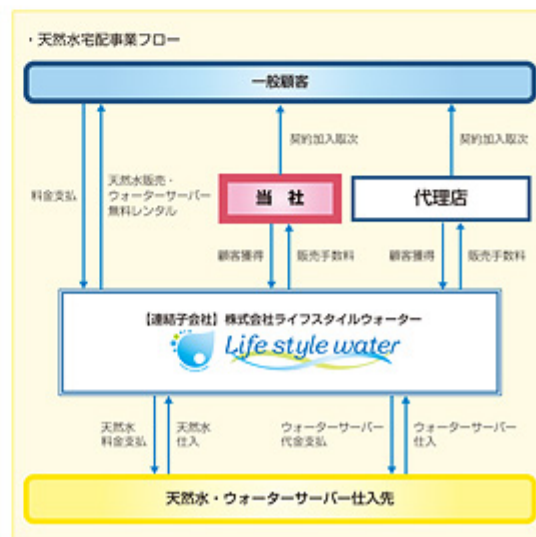 ・天然水宅配事業フロー
一般顧客
契約加入取次
契約加入取次
料金支払
天然水販売・
ウォーターサーバー
無料レンタル
当 社
代理店
顧客獲得
販売手数料
顧客獲得
販売手数料
【連結子会社】株式会社ライフスタイルウォーター
Life style water
天然水
料金支払
天然水
仕入
ウォーターサーバー
代金支払
ウォーターサーバー
仕入
天然水・ウォーターサーバー仕入先